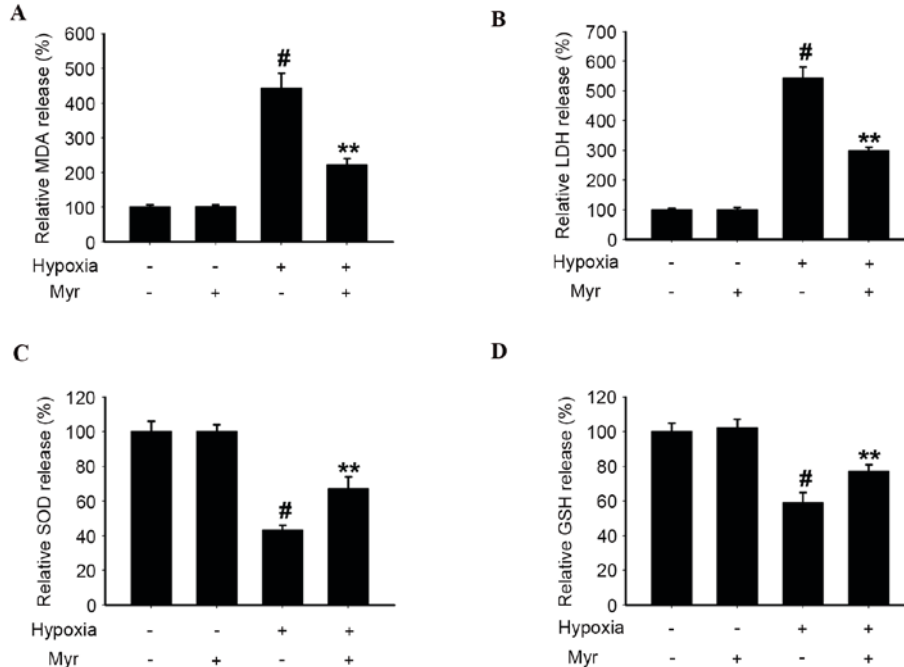 A
Relative MDA release (%)
600
500
400
300
200
100
0
#
**
Hypoxia - - + +
Myr - + - +
B
Relative LDH release (%)
700
600
500
400
300
200
100
0
#
**
Hypoxia - - + +
Myr - + - +
C
Relative SOD release (%)
120
100
80
60
40
20
0
#
**
Hypoxia - - + +
Myr - + - +
D
Relative GSH release (%)
120
100
80
60
40
20
0
#
**
Hypoxia - - + +
Myr - + - +